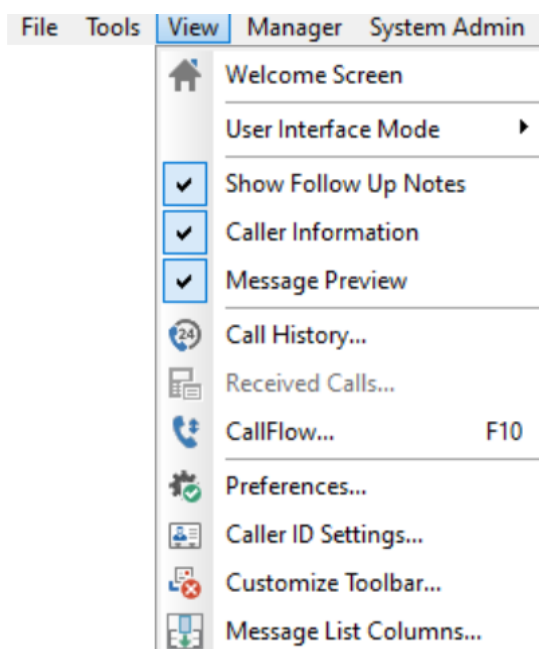 File Tools View Manager System Admin
Welcome Screen
User Interface Mode
Show Follow Up Notes
Caller Information
Message Preview
24
Call History...
Received Calls...
CallFlow... F10
Preferences...
Caller ID Settings...
Customize Toolbar...
Message List Columns...